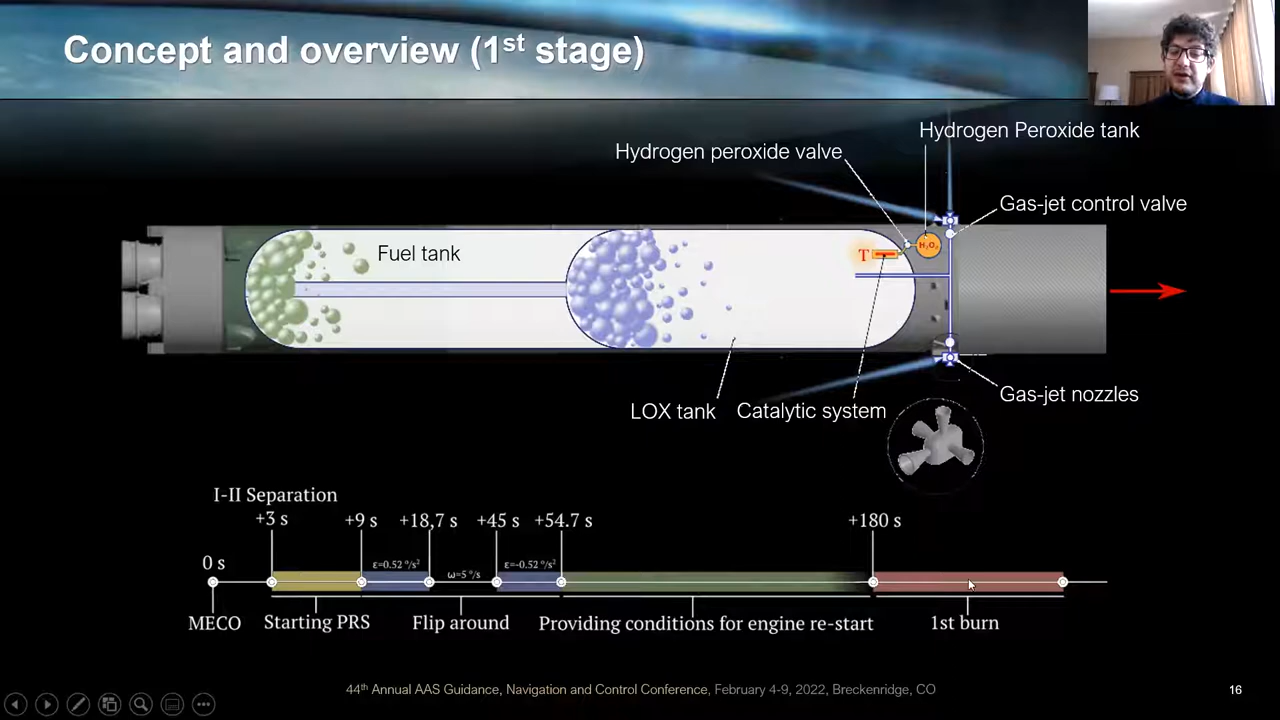 Concept and overview (1st stage)
Hydrogen Peroxide tank
Hydrogen peroxide valve
Gas-jet control valve
Fuel tank
T
H₂O₂
LOX tank
Catalytic system
Gas-jet nozzles
I-II Separation
+3 s
+9 s
+18,7 s
+45 s
+54.7 s
+180 s
0 s
ε=0.52 °/s²
ω=5 °/s
ε=-0.52 °/s²
MECO
Starting PRS
Flip around
Providing conditions for engine re-start
1st burn
44th Annual AAS Guidance, Navigation and Control Conference, February 4-9, 2022, Breckenridge, CO
16